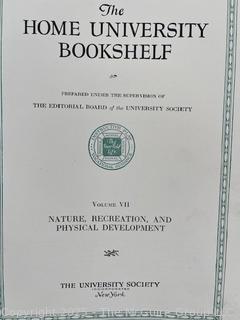 The
HOME UNIVERSITY
BOOKSHELF
PREPARED UNDER THE SUPERVISION OF
THE EDITORIAL BOARD of the UNIVERSITY SOCIETY
VOLUME VII
NATURE, RECREATION, AND
PHYSICAL DEVELOPMENT
THE UNIVERSITY SOCIETY
INCORPORATED
New York